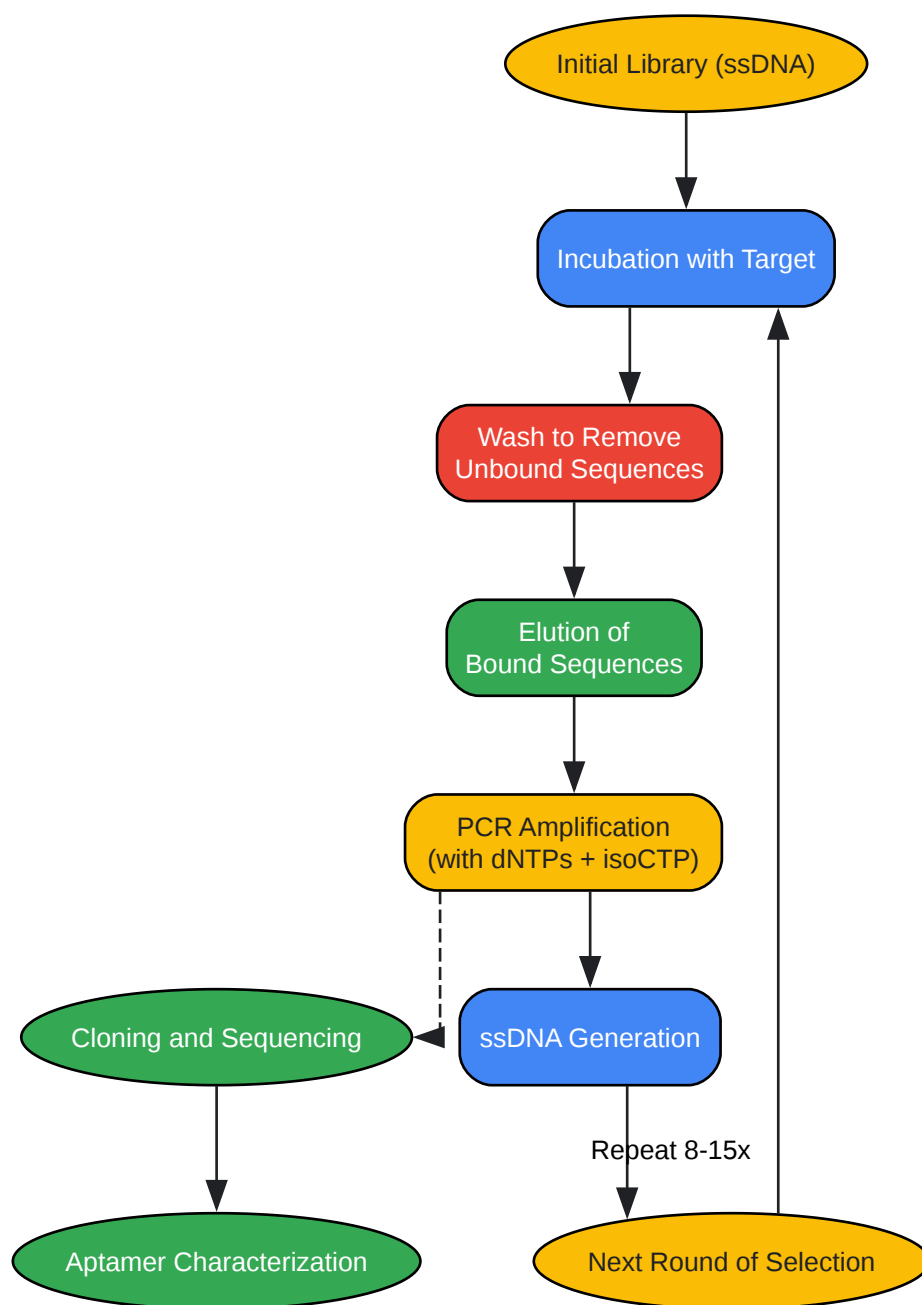 Initial Library (ssDNA)
Incubation with Target
Wash to Remove
Unbound Sequences
Elution of
Bound Sequences
PCR Amplification
(with dNTPs + isoCTP)
Cloning and Sequencing
ssDNA Generation
Repeat 8-15x
Aptamer Characterization
Next Round of Selection